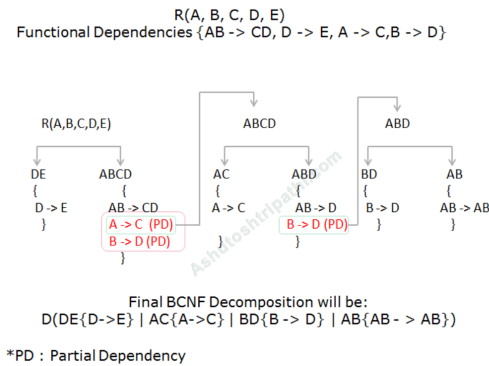 R(A, B, C, D, E)
Functional Dependencies {AB -> CD, D -> E, A -> C,B -> D}
R(A,B,C,D,E) ABCD ABD
DE ABCD AC ABD BD AB
{ { { { { {
D -> E AB -> CD A -> C AB -> D B -> D AB -> AB
} A -> C (PD) B -> D (PD) } }
B -> D (PD) } }
}
Ashutoshtripathi.com
Final BCNF Decomposition will be:
D(DE{D->E} | AC{A->C} | BD{B -> D} | AB{AB - > AB})
*PD : Partial Dependency